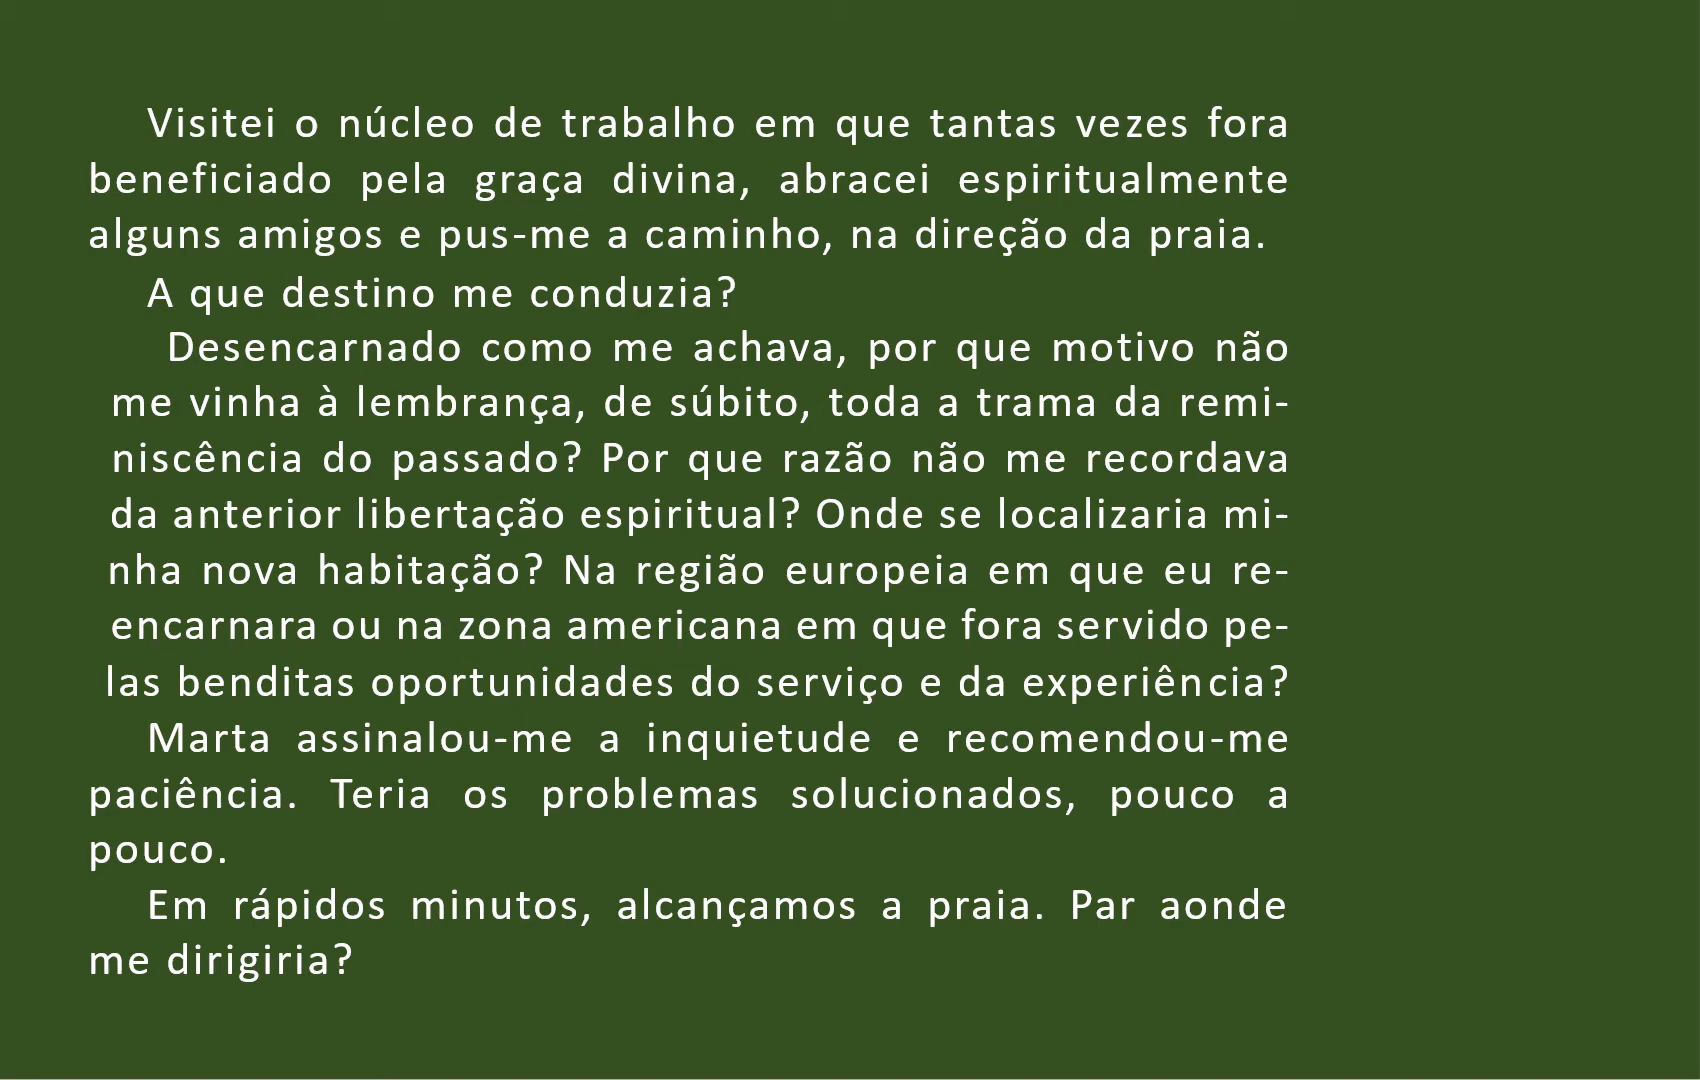 Visitei o núcleo de trabalho em que tantas vezes fora
beneficiado pela graça divina, abracei espiritualmente
alguns amigos e pus-me a caminho, na direção da praia.
A que destino me conduzia?
Desencarnado como me achava, por que motivo não
me vinha à lembrança, de súbito, toda a trama da remi-
niscência do passado? Por que razão não me recordava
da anterior libertação espiritual? Onde se localizaria mi-
nha nova habitação? Na região europeia em que eu re-
encarnara ou na zona americana em que fora servido pe-
las benditas oportunidades do serviço e da experiência?
Marta assinalou-me a inquietude e recomendou-me
paciência. Teria os problemas solucionados, pouco a
pouco.
Em rápidos minutos, alcançamos a praia. Par aonde
me dirigiria?